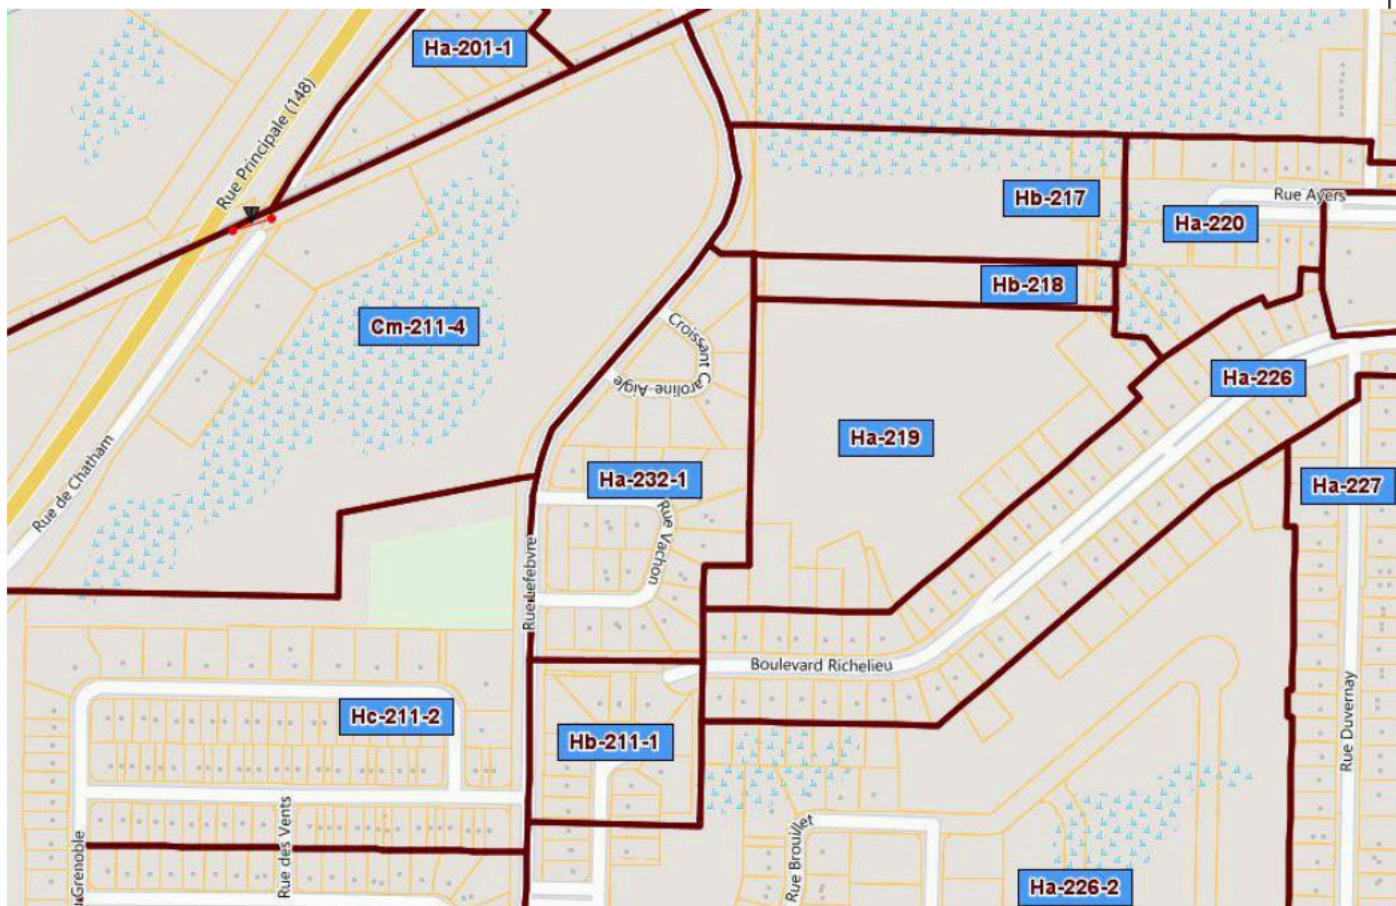 Ha-201-1
Rue Principale (148)
Hb-217
Rue Ayers
Ha-220
Hb-218
Cm-211-4
Croissant Caroline-Aigle
Ha-226
Ha-219
Rue de Chatham
Ha-232-1
Ha-227
Rue Vachon
Rue Lefebvre
Boulevard Richelieu
Hc-211-2
Hb-211-1
Rue Duvernay
Rue des Vents
Grenoble
Rue Brouillet
Ha-226-2